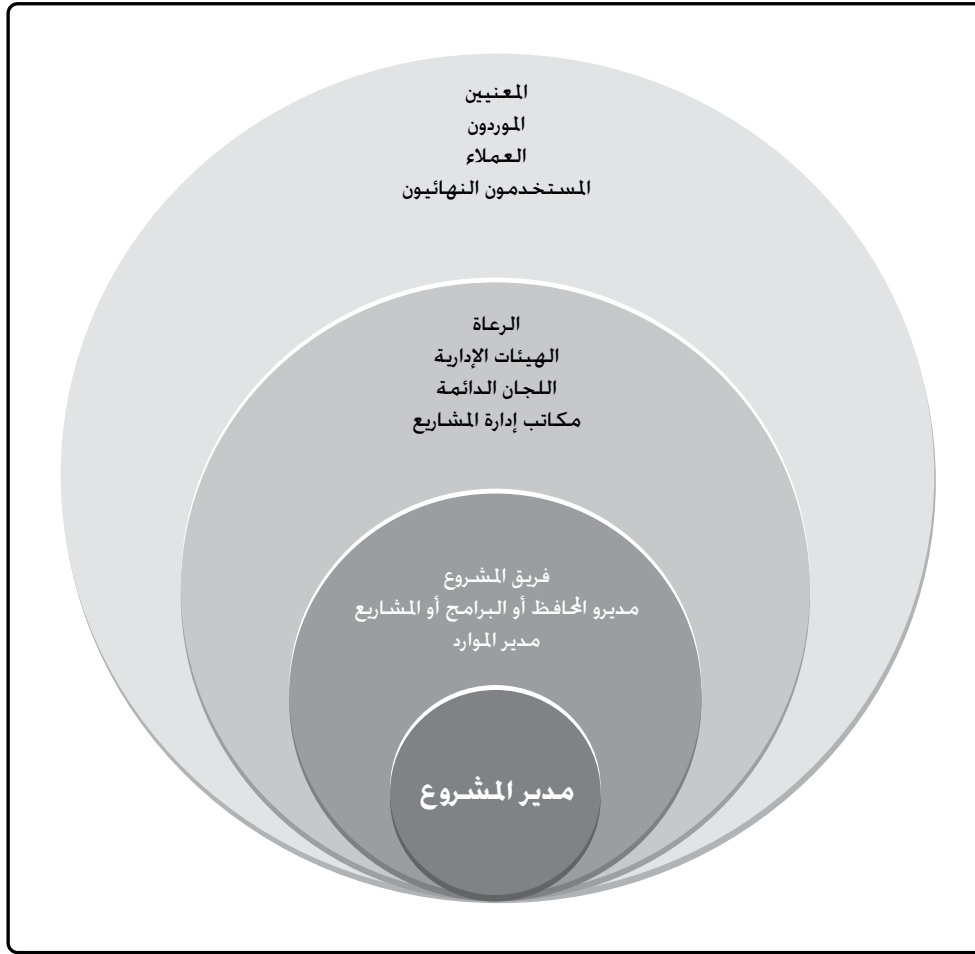 المعنيين
الموردون
العملاء
المستخدمون النهائيون
الرعاة
الهيئات الإدارية
اللجان الدائمة
مكاتب إدارة المشاريع
فريق المشروع
مديرو المحافظ أو البرامج أو المشاريع
مدير الموارد
مدير المشروع